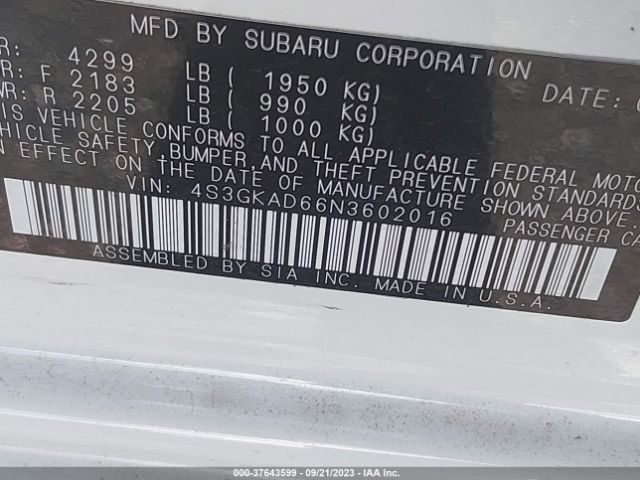 MFD BY SUBARU CORPORATION
R: 4299 LB ( 1950 KG) DATE:
R: F 2183 LB ( 990 KG)
WR: R 2205 LB ( 1000 KG)
IS VEHICLE CONFORMS TO ALL APPLICABLE FEDERAL MOTO
EHICLE SAFETY BUMPER, AND THEFT PREVENTION STANDARDS
N EFFECT ON THE DATE OF MANUFACTURE SHOWN ABOVE.
VIN: 4S3GKAD66N3602016 PASSENGER CA
ASSEMBLED BY SIA INC. MADE IN U.S.A.
000-37643599 - 09/21/2023 - IAA Inc.